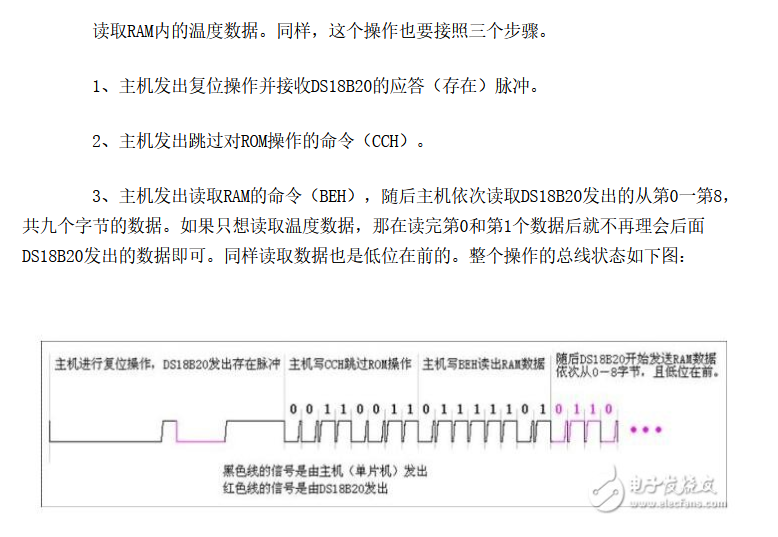 读取RAM内的温度数据。同样，这个操作也要接照三个步骤。
1、主机发出复位操作并接收DS18B20的应答（存在）脉冲。
2、主机发出跳过对ROM操作的命令（CCH）。
3、主机发出读取RAM的命令（BEH），随后主机依次读取DS18B20发出的从第0一第8，
共九个字节的数据。如果只想读取温度数据，那在读完第0和第1个数据后就不再理会后面
DS18B20发出的数据即可。同样读取数据也是低位在前的。整个操作的总线状态如下图：
主机进行复位操作，DS18B20发出存在脉冲
主机写CCH跳过ROM操作
主机写BEH读出RAM数据
随后DS18B20开始发送RAM数据
依次从0—8字节，且低位在前。
0 0 1 1 0 0 1 1 0 1 1 1 1 1 0 1 0 1 1 0
黑色线的信号是由主机（单片机）发出
红色线的信号是由DS18B20发出
电子发烧友
www.elecfans.com